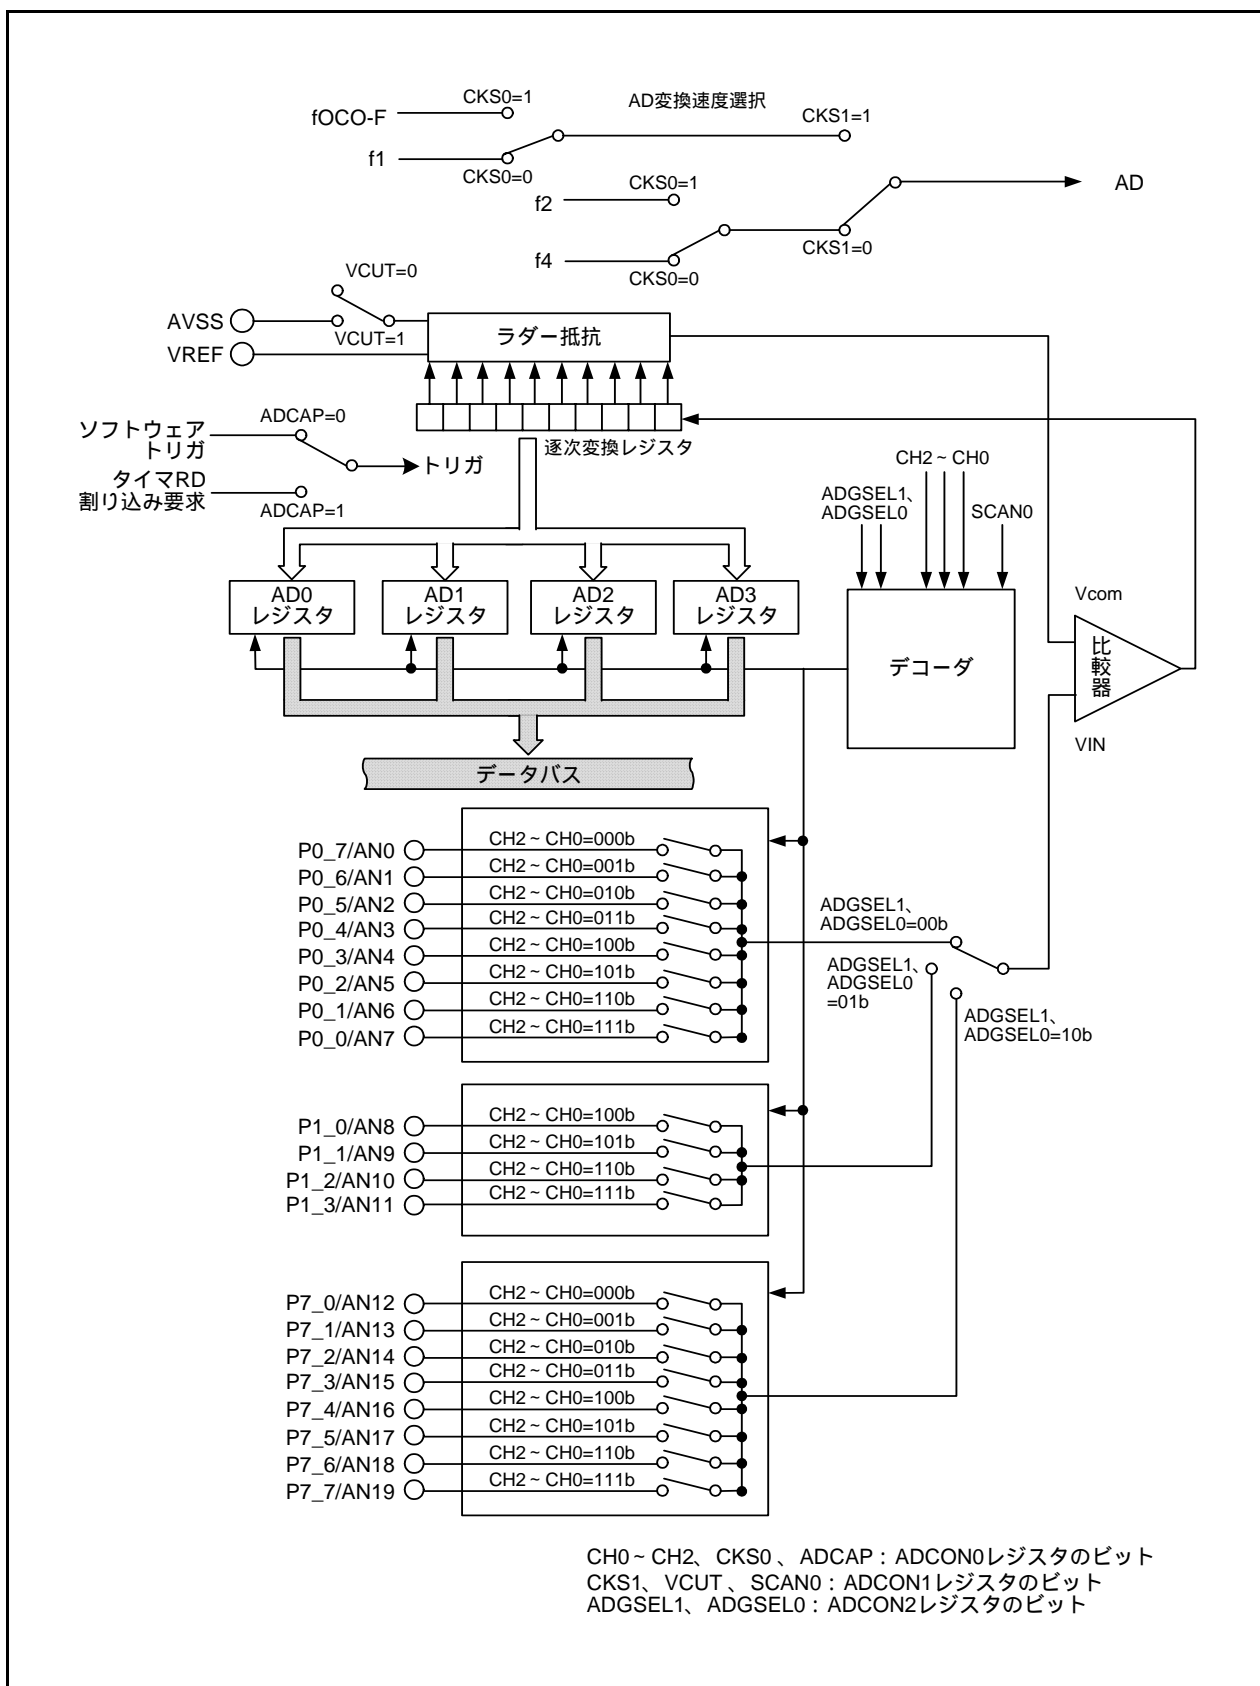 fOCO-F
CKS0=1
AD変換速度選択
CKS1=1
f1
CKS0=0
f2
CKS0=1
AD
f4
CKS0=0
CKS1=0
VCUT=0
AVSS
VCUT=1
VREF
ラダー抵抗
逐次変換レジスタ
ソフトウェア
トリガ
ADCAP=0
トリガ
タイマRD
割り込み要求
ADCAP=1
CH2~CH0
ADGSEL1、
ADGSEL0
SCAN0
AD0
レジスタ
AD1
レジスタ
AD2
レジスタ
AD3
レジスタ
デコーダ
Vcom
比較器
VIN
データバス
P0_7/AN0 CH2~CH0=000b
P0_6/AN1 CH2~CH0=001b
P0_5/AN2 CH2~CH0=010b
P0_4/AN3 CH2~CH0=011b
P0_3/AN4 CH2~CH0=100b
P0_2/AN5 CH2~CH0=101b
P0_1/AN6 CH2~CH0=110b
P0_0/AN7 CH2~CH0=111b
ADGSEL1、
ADGSEL0=00b
ADGSEL1、
ADGSEL0
=01b
ADGSEL1、
ADGSEL0=10b
P1_0/AN8 CH2~CH0=100b
P1_1/AN9 CH2~CH0=101b
P1_2/AN10 CH2~CH0=110b
P1_3/AN11 CH2~CH0=111b
P7_0/AN12 CH2~CH0=000b
P7_1/AN13 CH2~CH0=001b
P7_2/AN14 CH2~CH0=010b
P7_3/AN15 CH2~CH0=011b
P7_4/AN16 CH2~CH0=100b
P7_5/AN17 CH2~CH0=101b
P7_6/AN18 CH2~CH0=110b
P7_7/AN19 CH2~CH0=111b
CH0~CH2、CKS0、ADCAP:ADCON0レジスタのビット
CKS1、VCUT、SCAN0:ADCON1レジスタのビット
ADGSEL1、ADGSEL0:ADCON2レジスタのビット